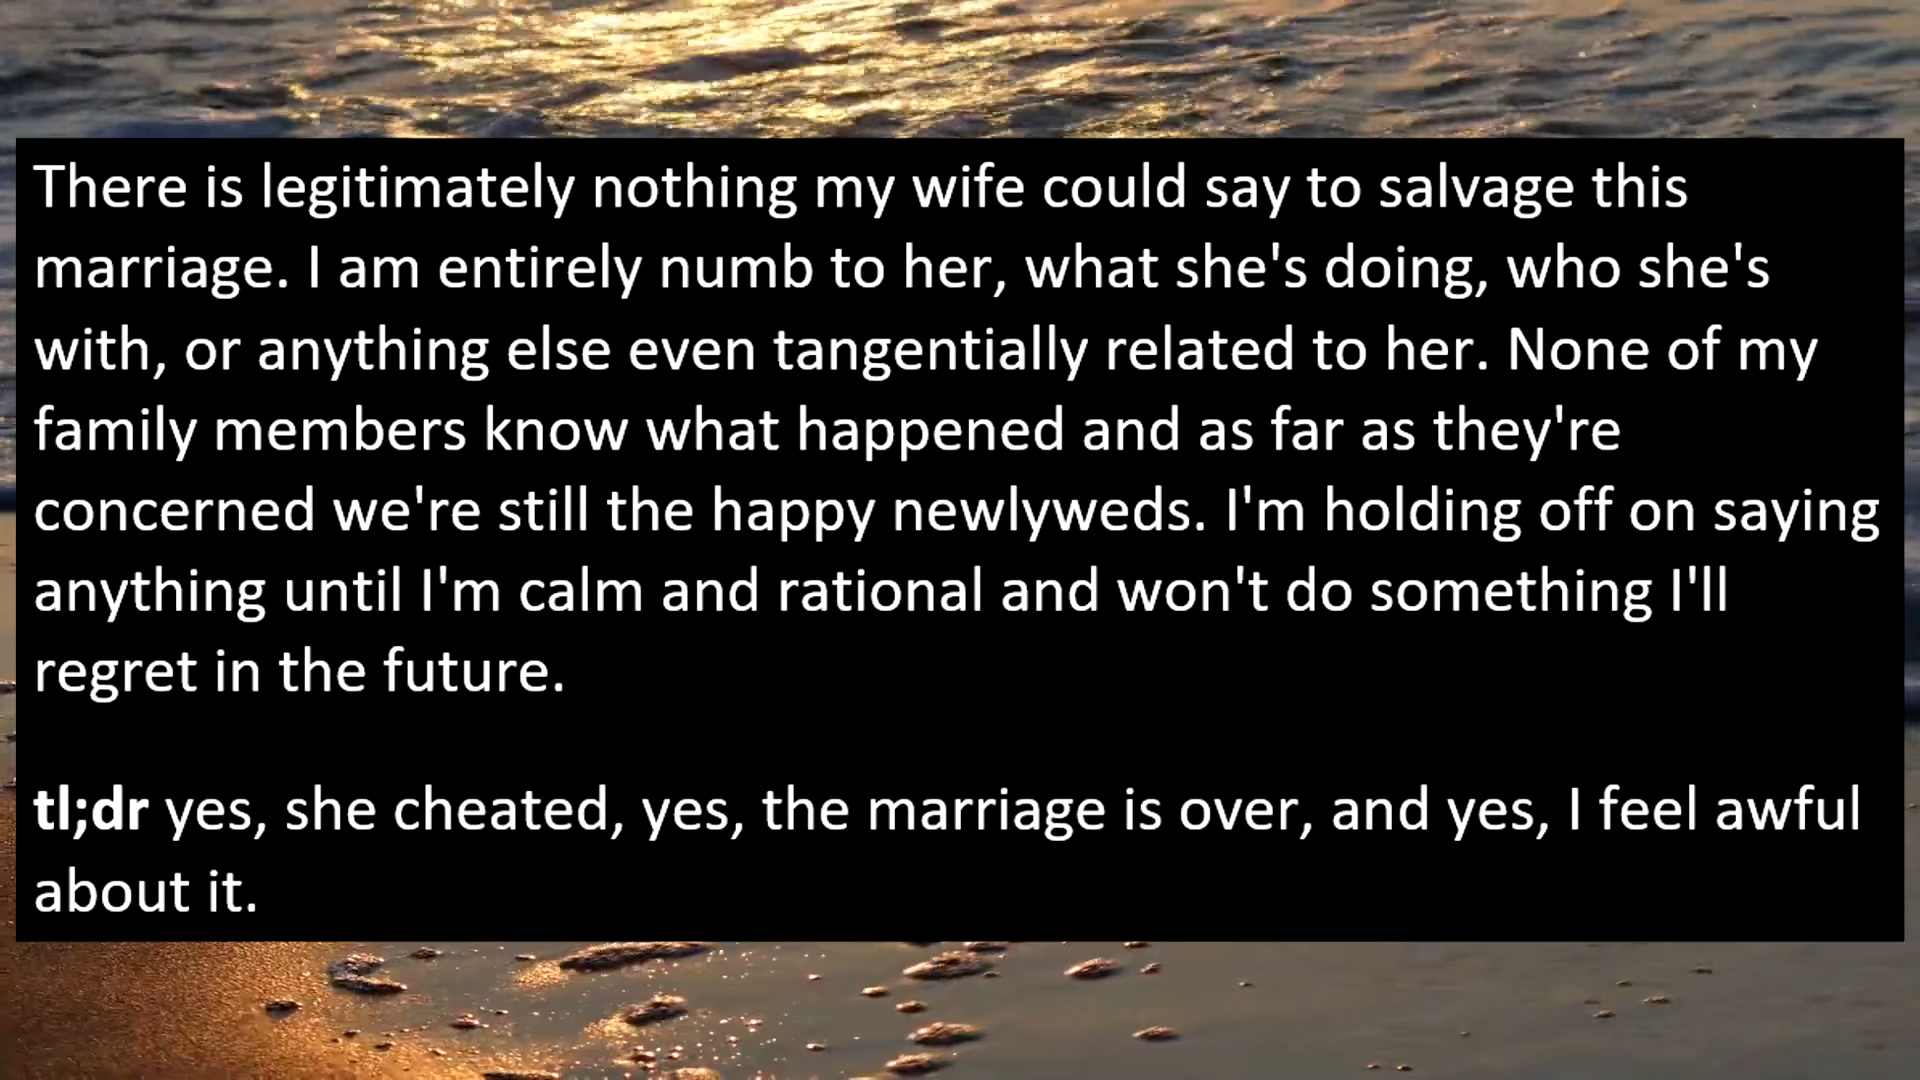 There is legitimately nothing my wife could say to salvage this
marriage. I am entirely numb to her, what she's doing, who she's
with, or anything else even tangentially related to her. None of my
family members know what happened and as far as they're
concerned we're still the happy newlyweds. I'm holding off on saying
anything until I'm calm and rational and won't do something I'll
regret in the future.
tl;dr yes, she cheated, yes, the marriage is over, and yes, I feel awful
about it.